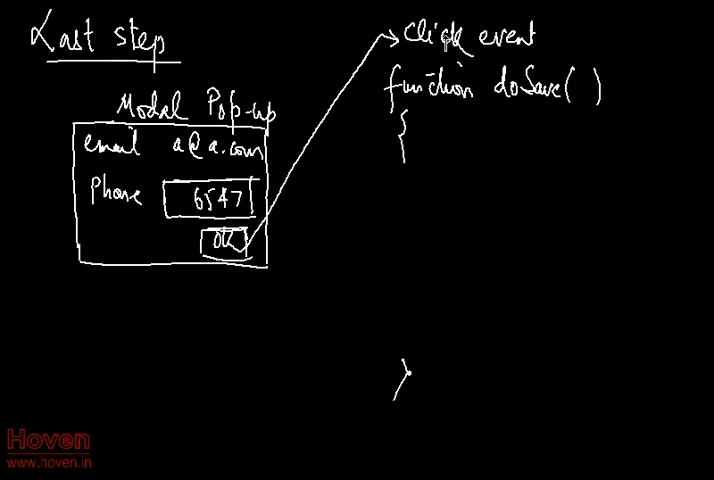 Last step
Modal Pop-up
email a@a.com
Phone 6547
OK
click event
function doSave( )
{
}
Hoven
www.hoven.in